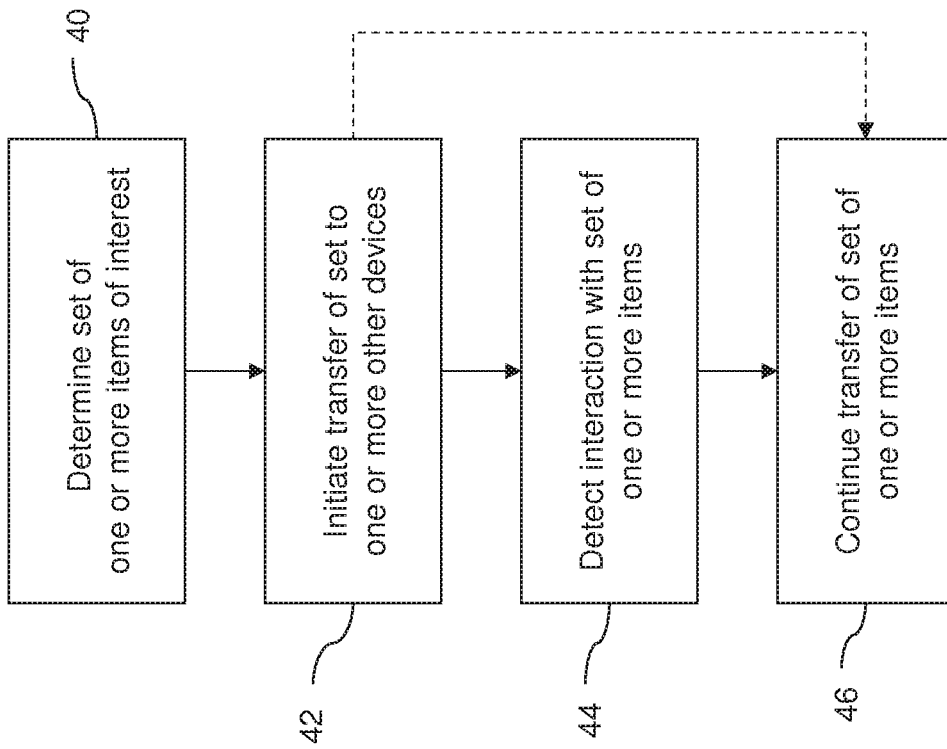 40
Determine set of
one or more items of interest
42
Initiate transfer of set to
one or more other devices
44
Detect interaction with set of
one or more items
46
Continue transfer of set of
one or more items